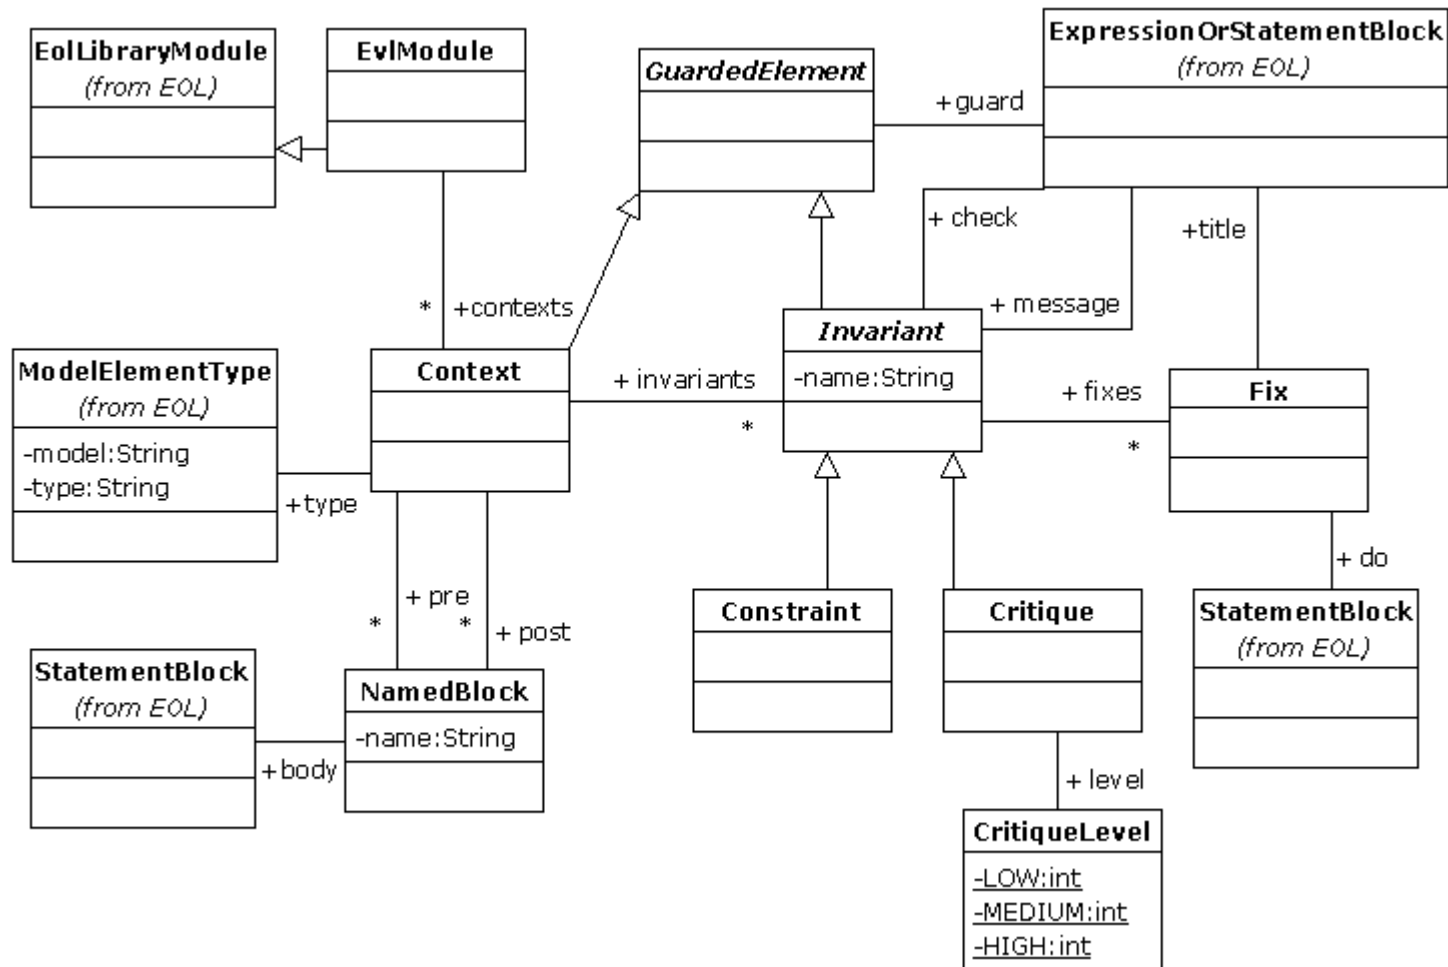 EolLibraryModule
(from EOL)
EvlModule
GuardedElement
ExpressionOrStatementBlock
(from EOL)
+guard
+ check
+title
+ message
* +contexts
Invariant
-name:String
ModelElementType
(from EOL)
-model:String
-type:String
Context
+ invariants
*
+ fixes
*
Fix
+type
+ pre
*
*
+ post
+ do
Constraint
Critique
StatementBlock
(from EOL)
StatementBlock
(from EOL)
NamedBlock
-name:String
+body
+ level
CritiqueLevel
-LOW:int
-MEDIUM:int
-HIGH:int